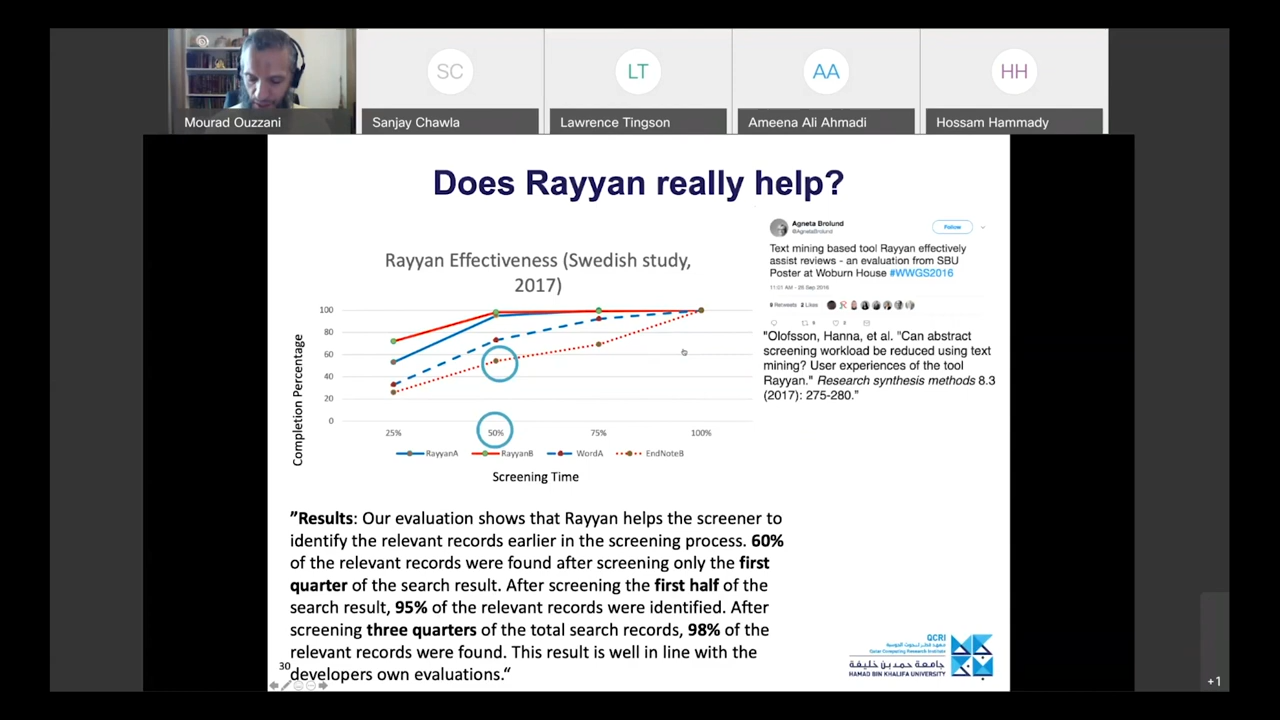 SC
LT
AA
HH
Mourad Ouzzani
Sanjay Chawla
Lawrence Tingson
Ameena Ali Ahmadi
Hossam Hammady
Does Rayyan really help?
Rayyan Effectiveness (Swedish study,
2017)
Completion Percentage
100
80
60
40
20
0
25%
50%
75%
100%
RayyanA
RayyanB
WordA
EndNoteB
Screening Time
Agneta Brolund
@AgnetaBrolund
Follow
Text mining based tool Rayyan effectively
assist reviews - an evaluation from SBU
Poster at Woburn House #WWGS2016
"Olofsson, Hanna, et al. "Can abstract
screening workload be reduced using text
mining? User experiences of the tool
Rayyan." Research synthesis methods 8.3
(2017): 275-280."
”Results: Our evaluation shows that Rayyan helps the screener to
identify the relevant records earlier in the screening process. 60%
of the relevant records were found after screening only the first
quarter of the search result. After screening the first half of the
search result, 95% of the relevant records were identified. After
screening three quarters of the total search records, 98% of the
relevant records were found. This result is well in line with the
developers own evaluations.“
30
QCRI
Qatar Computing Research Institute
جامعة حمد بن خليفة
HAMAD BIN KHALIFA UNIVERSITY
+1